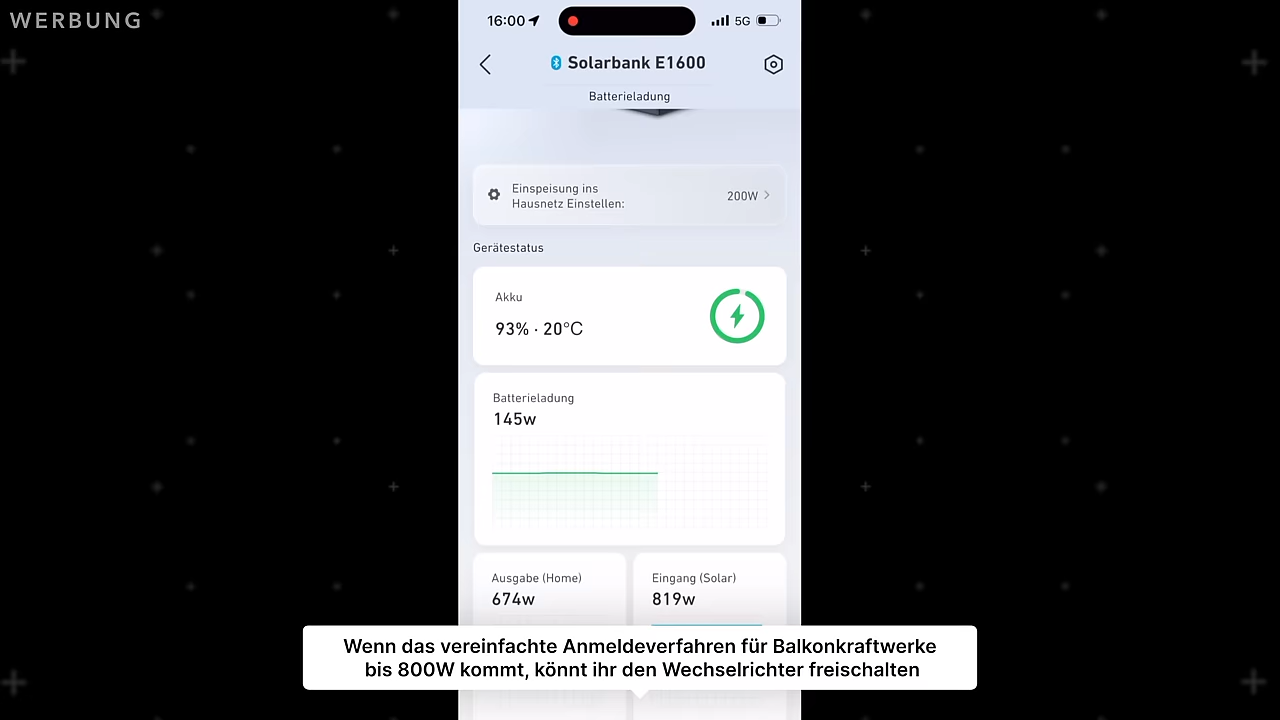 WERBUNG
16:00
5G
Solarbank E1600
Batterieladung
Einspeisung ins
Hausnetz Einstellen:
200W
Gerätestatus
Akku
93% · 20°C
Batterieladung
145w
Ausgabe (Home)
674w
Eingang (Solar)
819w
Wenn das vereinfachte Anmeldeverfahren für Balkonkraftwerke
bis 800W kommt, könnt ihr den Wechselrichter freischalten